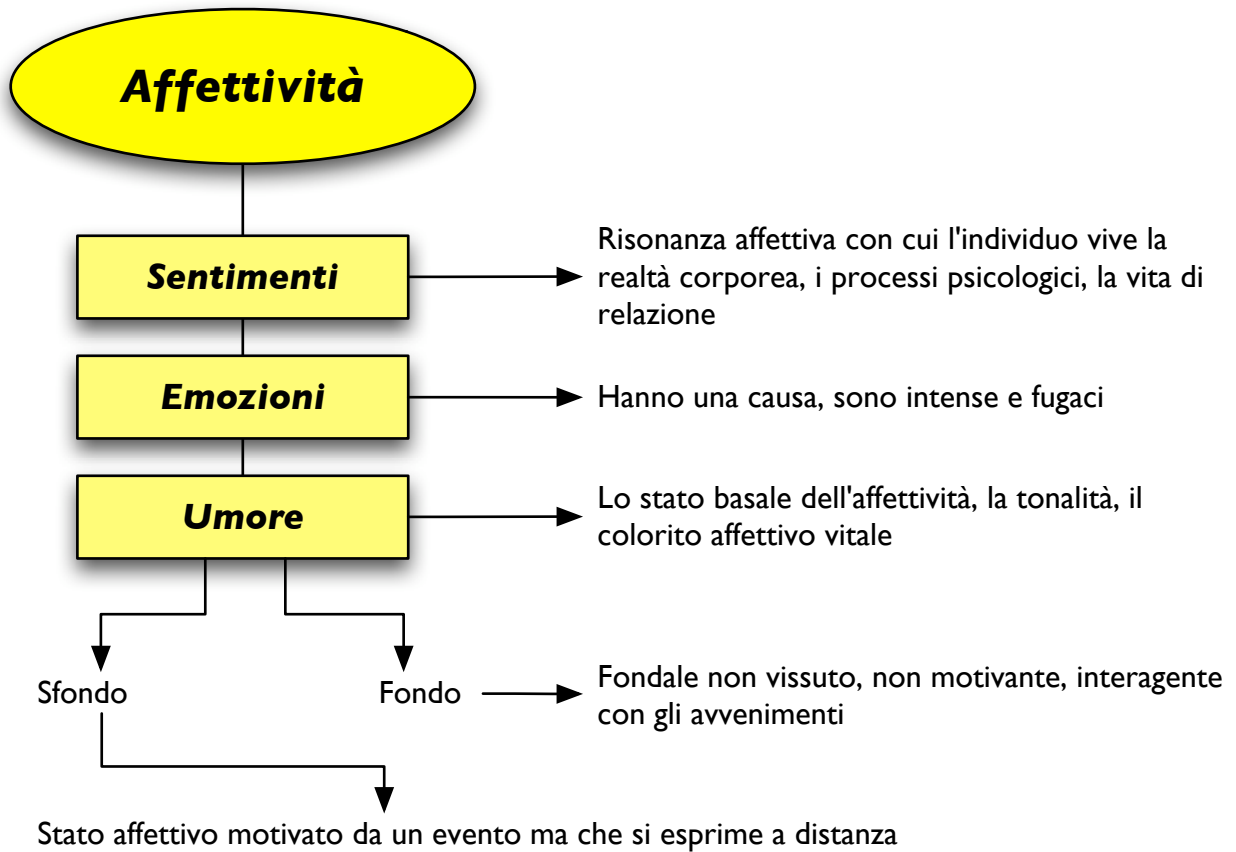 Affettività
Sentimenti
Risonanza affettiva con cui l'individuo vive la
realtà corporea, i processi psicologici, la vita di
relazione
Emozioni
Hanno una causa, sono intense e fugaci
Umore
Lo stato basale dell'affettività, la tonalità, il
colorito affettivo vitale
Sfondo
Fondo
Fondale non vissuto, non motivante, interagente
con gli avvenimenti
Stato affettivo motivato da un evento ma che si esprime a distanza